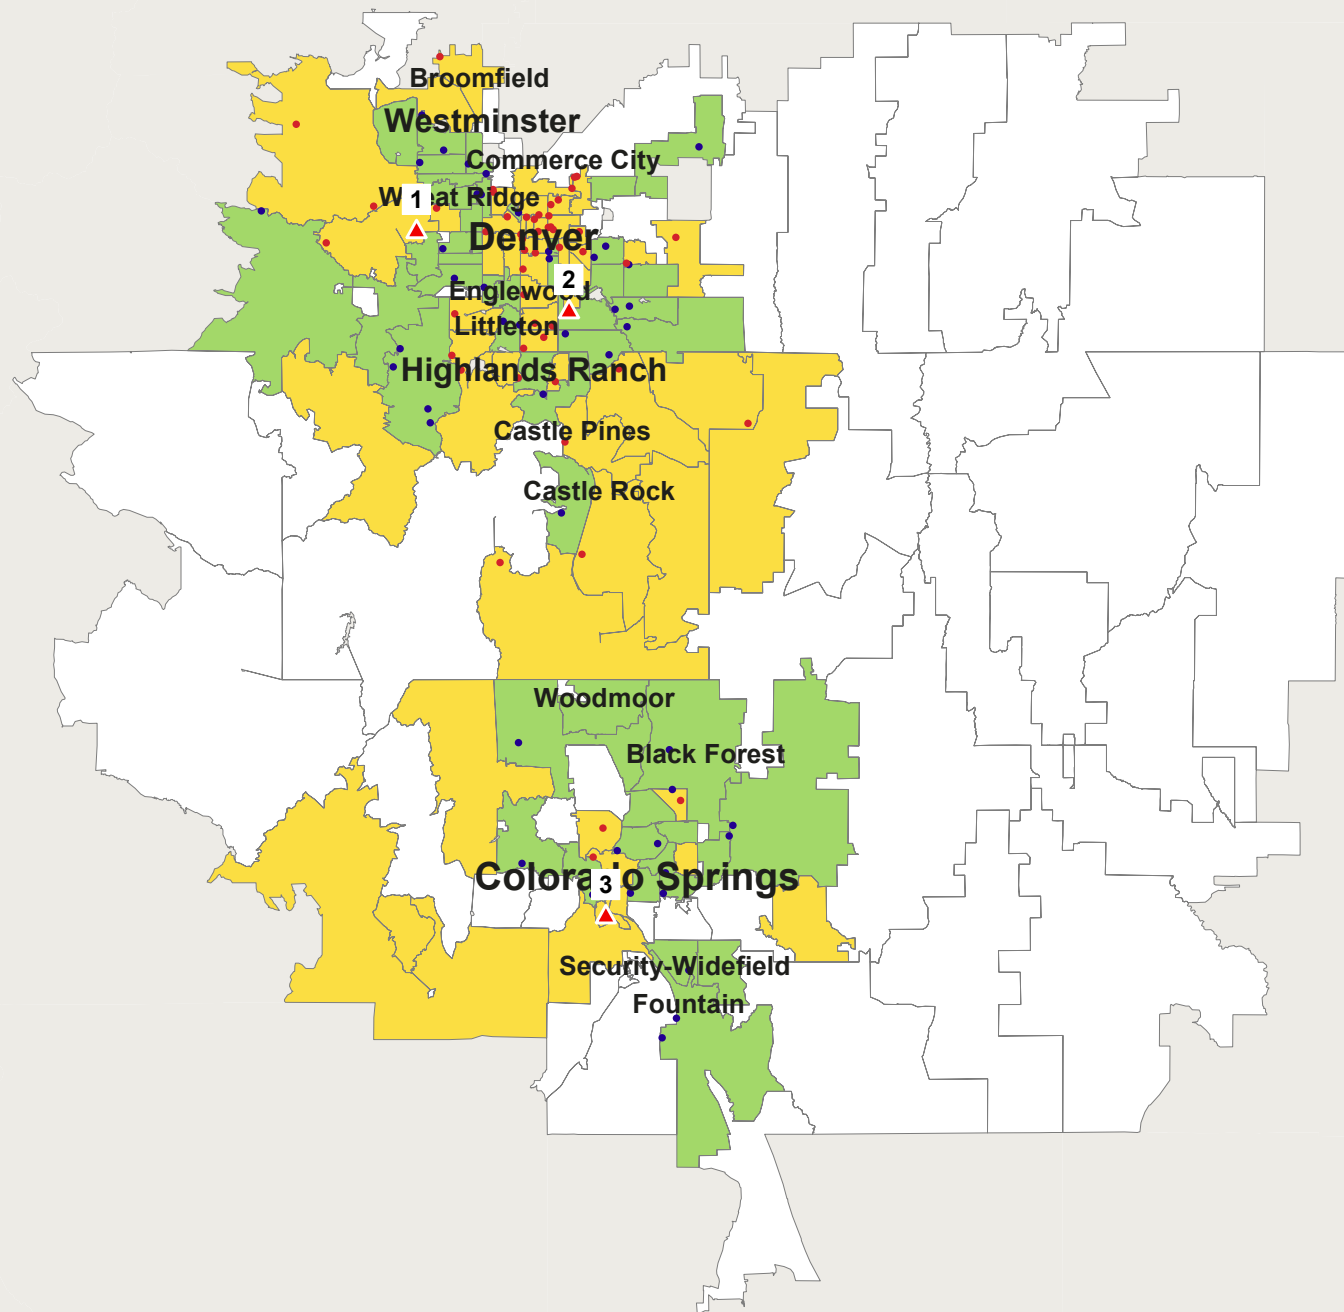 Broomfield
Westminster
Commerce City
Wheat Ridge
1
Denver
2
Englewood
Littleton
Highlands Ranch
Castle Pines
Castle Rock
Woodmoor
Black Forest
Colorado Springs
3
Security-Widefield
Fountain